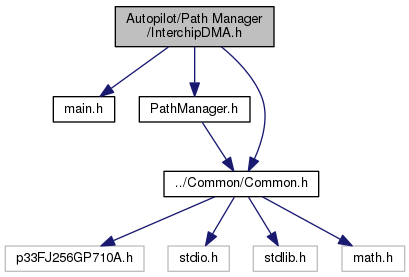 Autopilot/Path Manager
/InterchipDMA.h
main.h
PathManager.h
../Common/Common.h
p33FJ256GP710A.h
stdio.h
stdlib.h
math.h